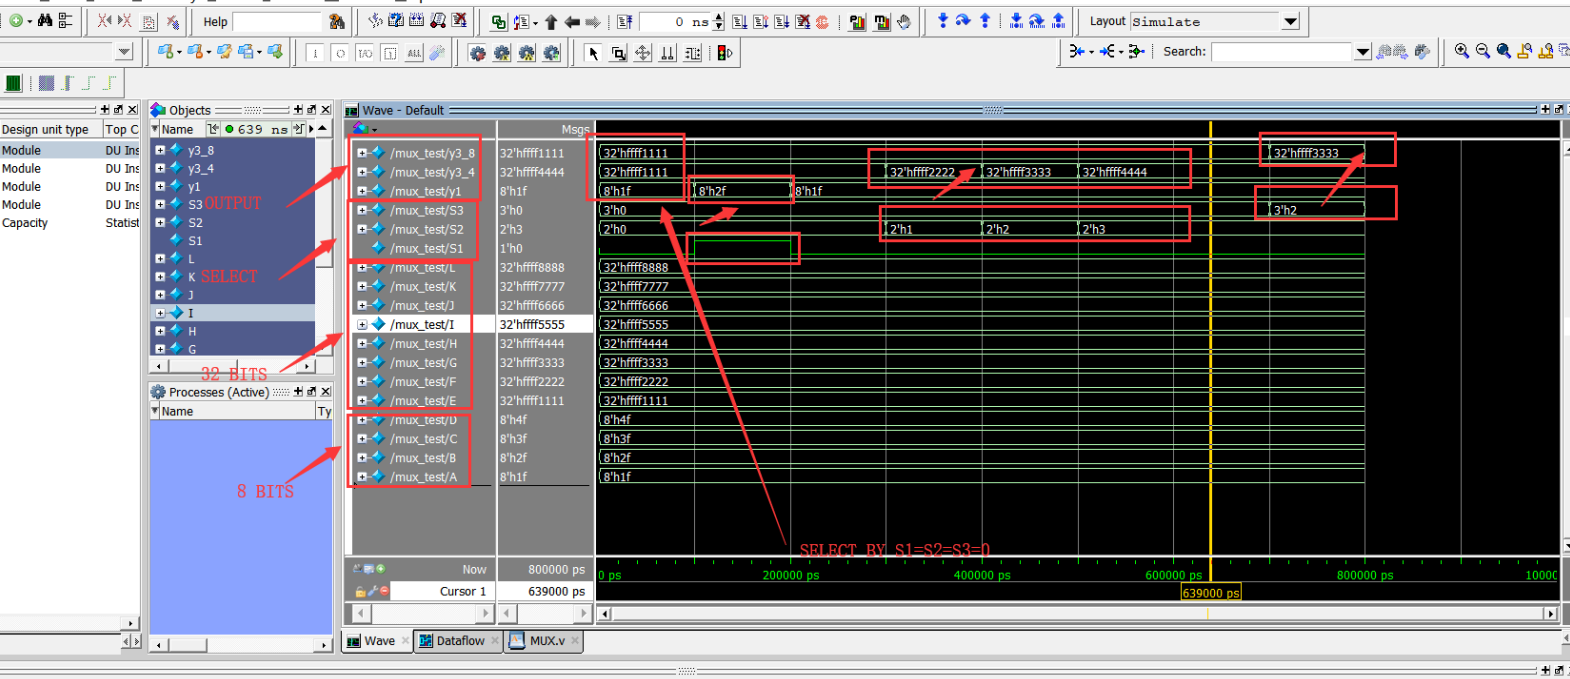 Help
0 ns
Layout Simulate
Search:
Design unit type Top C
Module DU Ins
Module DU Ins
Module DU Ins
Module DU Ins
Capacity Statist
Objects
Name 639 ns
y3_8
y3_4
y1
S3
S2
S1
L
K
J
I
H
G
OUTPUT
SELECT
32 BITS
8 BITS
Processes (Active)
Name Ty
Wave - Default
Msgs
/mux_test/y3_8 32'hffff1111 32'hffff1111 32'hffff3333
/mux_test/y3_4 32'hffff4444 32'hffff1111 32'hffff2222 32'hffff3333 32'hffff4444
/mux_test/y1 8'h1f 8'h1f 8'h2f 8'h1f
/mux_test/S3 3'h0 3'h0 3'h2
/mux_test/S2 2'h3 2'h0 2'h1 2'h2 2'h3
/mux_test/S1 1'h0
/mux_test/L 32'hffff8888 32'hffff8888
/mux_test/K 32'hffff7777 32'hffff7777
/mux_test/J 32'hffff6666 32'hffff6666
/mux_test/I 32'hffff5555 32'hffff5555
/mux_test/H 32'hffff4444 32'hffff4444
/mux_test/G 32'hffff3333 32'hffff3333
/mux_test/F 32'hffff2222 32'hffff2222
/mux_test/E 32'hffff1111 32'hffff1111
/mux_test/D 8'h4f 8'h4f
/mux_test/C 8'h3f 8'h3f
/mux_test/B 8'h2f 8'h2f
/mux_test/A 8'h1f 8'h1f
SELECT BY S1=S2=S3=0
Now 800000 ps 0 ps 200000 ps 400000 ps 600000 ps 800000 ps 10000
Cursor 1 639000 ps 639000 ps
Wave Dataflow MUX.v